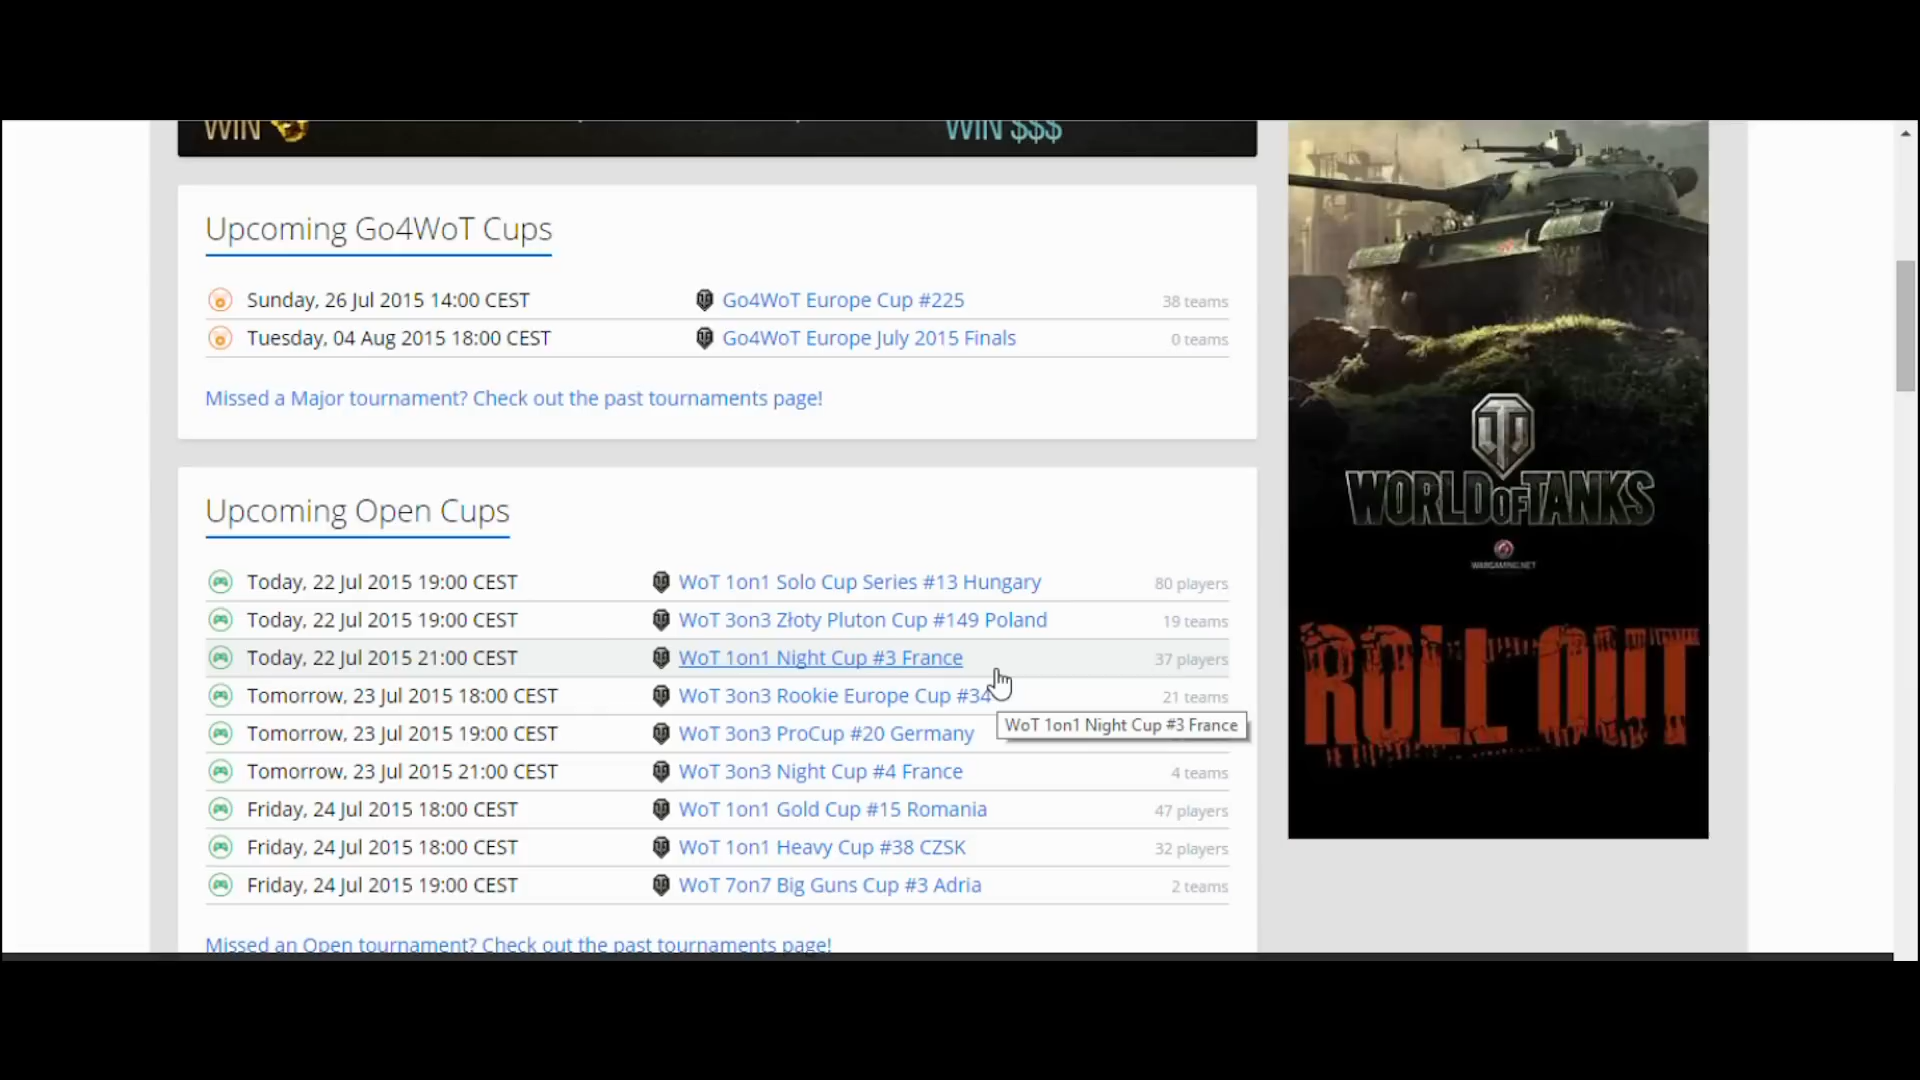 WIN
WIN $$$
Upcoming Go4WoT Cups
Sunday, 26 Jul 2015 14:00 CEST Go4WoT Europe Cup #225 38 teams
Tuesday, 04 Aug 2015 18:00 CEST Go4WoT Europe July 2015 Finals 0 teams
Missed a Major tournament? Check out the past tournaments page!
Upcoming Open Cups
Today, 22 Jul 2015 19:00 CEST WoT 1on1 Solo Cup Series #13 Hungary 80 players
Today, 22 Jul 2015 19:00 CEST WoT 3on3 Złoty Pluton Cup #149 Poland 19 teams
Today, 22 Jul 2015 21:00 CEST WoT 1on1 Night Cup #3 France 37 players
Tomorrow, 23 Jul 2015 18:00 CEST WoT 3on3 Rookie Europe Cup #34 21 teams
WoT 1on1 Night Cup #3 France
Tomorrow, 23 Jul 2015 19:00 CEST WoT 3on3 ProCup #20 Germany
Tomorrow, 23 Jul 2015 21:00 CEST WoT 3on3 Night Cup #4 France 4 teams
Friday, 24 Jul 2015 18:00 CEST WoT 1on1 Gold Cup #15 Romania 47 players
Friday, 24 Jul 2015 18:00 CEST WoT 1on1 Heavy Cup #38 CZSK 32 players
Friday, 24 Jul 2015 19:00 CEST WoT 7on7 Big Guns Cup #3 Adria 2 teams
Missed an Open tournament? Check out the past tournaments page!
WORLD OF TANKS
WARGAMING.NET
ROLL OUT